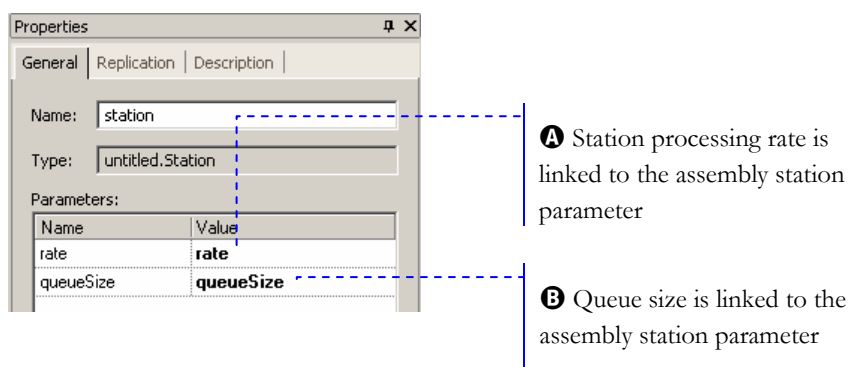 Properties
General Replication Description
Name: station
Type: untitled.Station
Parameters:
Name Value
rate rate
queueSize queueSize
A Station processing rate is
linked to the assembly station
parameter
B Queue size is linked to the
assembly station parameter